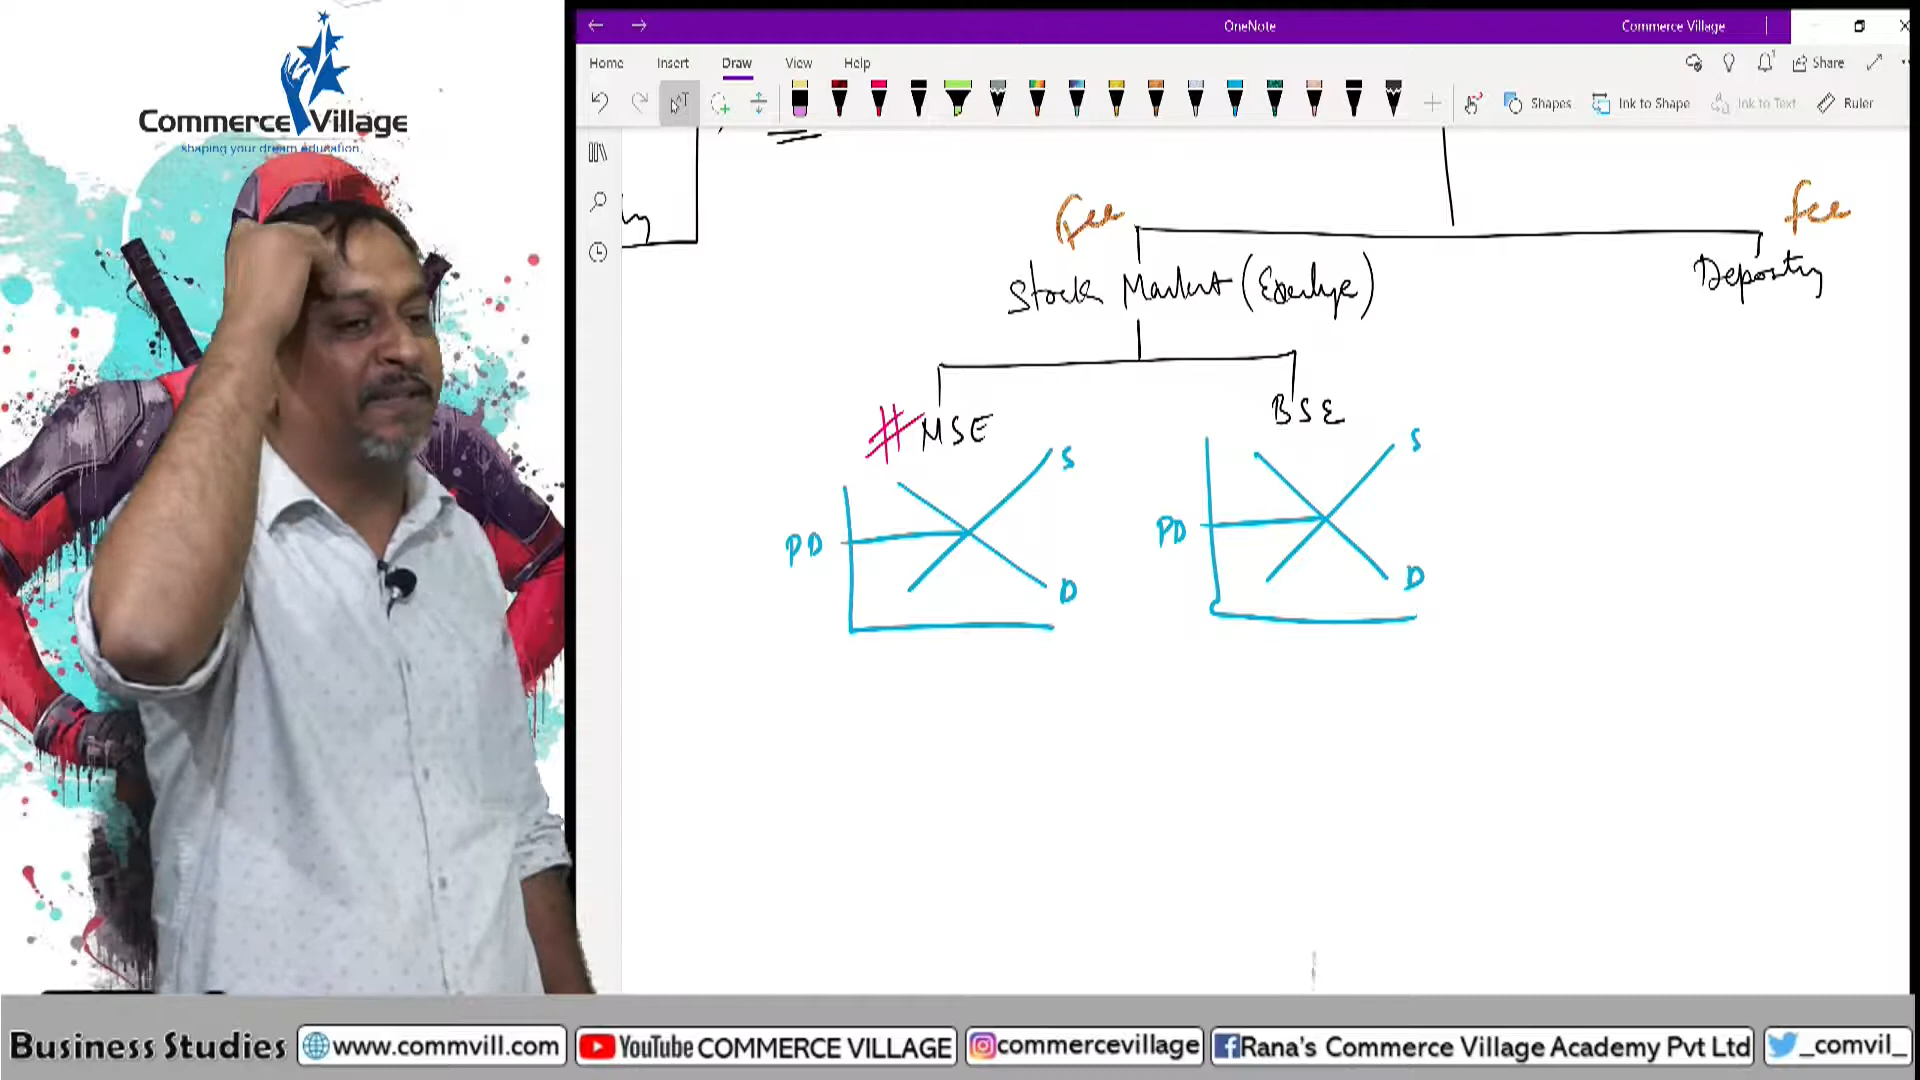 Commerce Village
shaping your dream education.
OneNote
Commerce Village
Home Insert Draw View Help
Share
Shapes
Ink to Shape
Ink to Text
Ruler
Fee
fee
Stock Market (
Depository
# MSE
BSE
S
S
PD
PD
D
D
Business Studies
www.commvill.com
YouTube COMMERCE VILLAGE
commercevillage
Rana's Commerce Village Academy Pvt Ltd
_comvil_